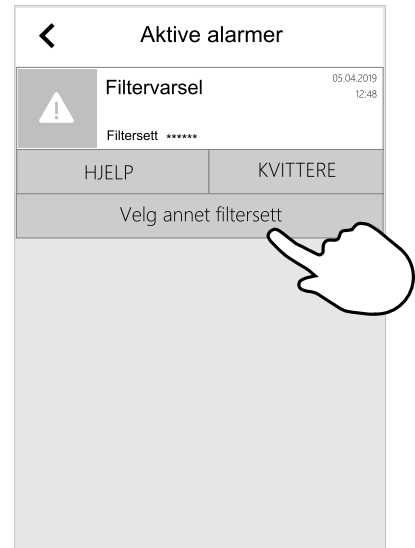 Aktive alarmer
Filtervarsel
05.04.2019
12:48
Filtersett ******
HJELP
KVITTERE
Velg annet filtersett